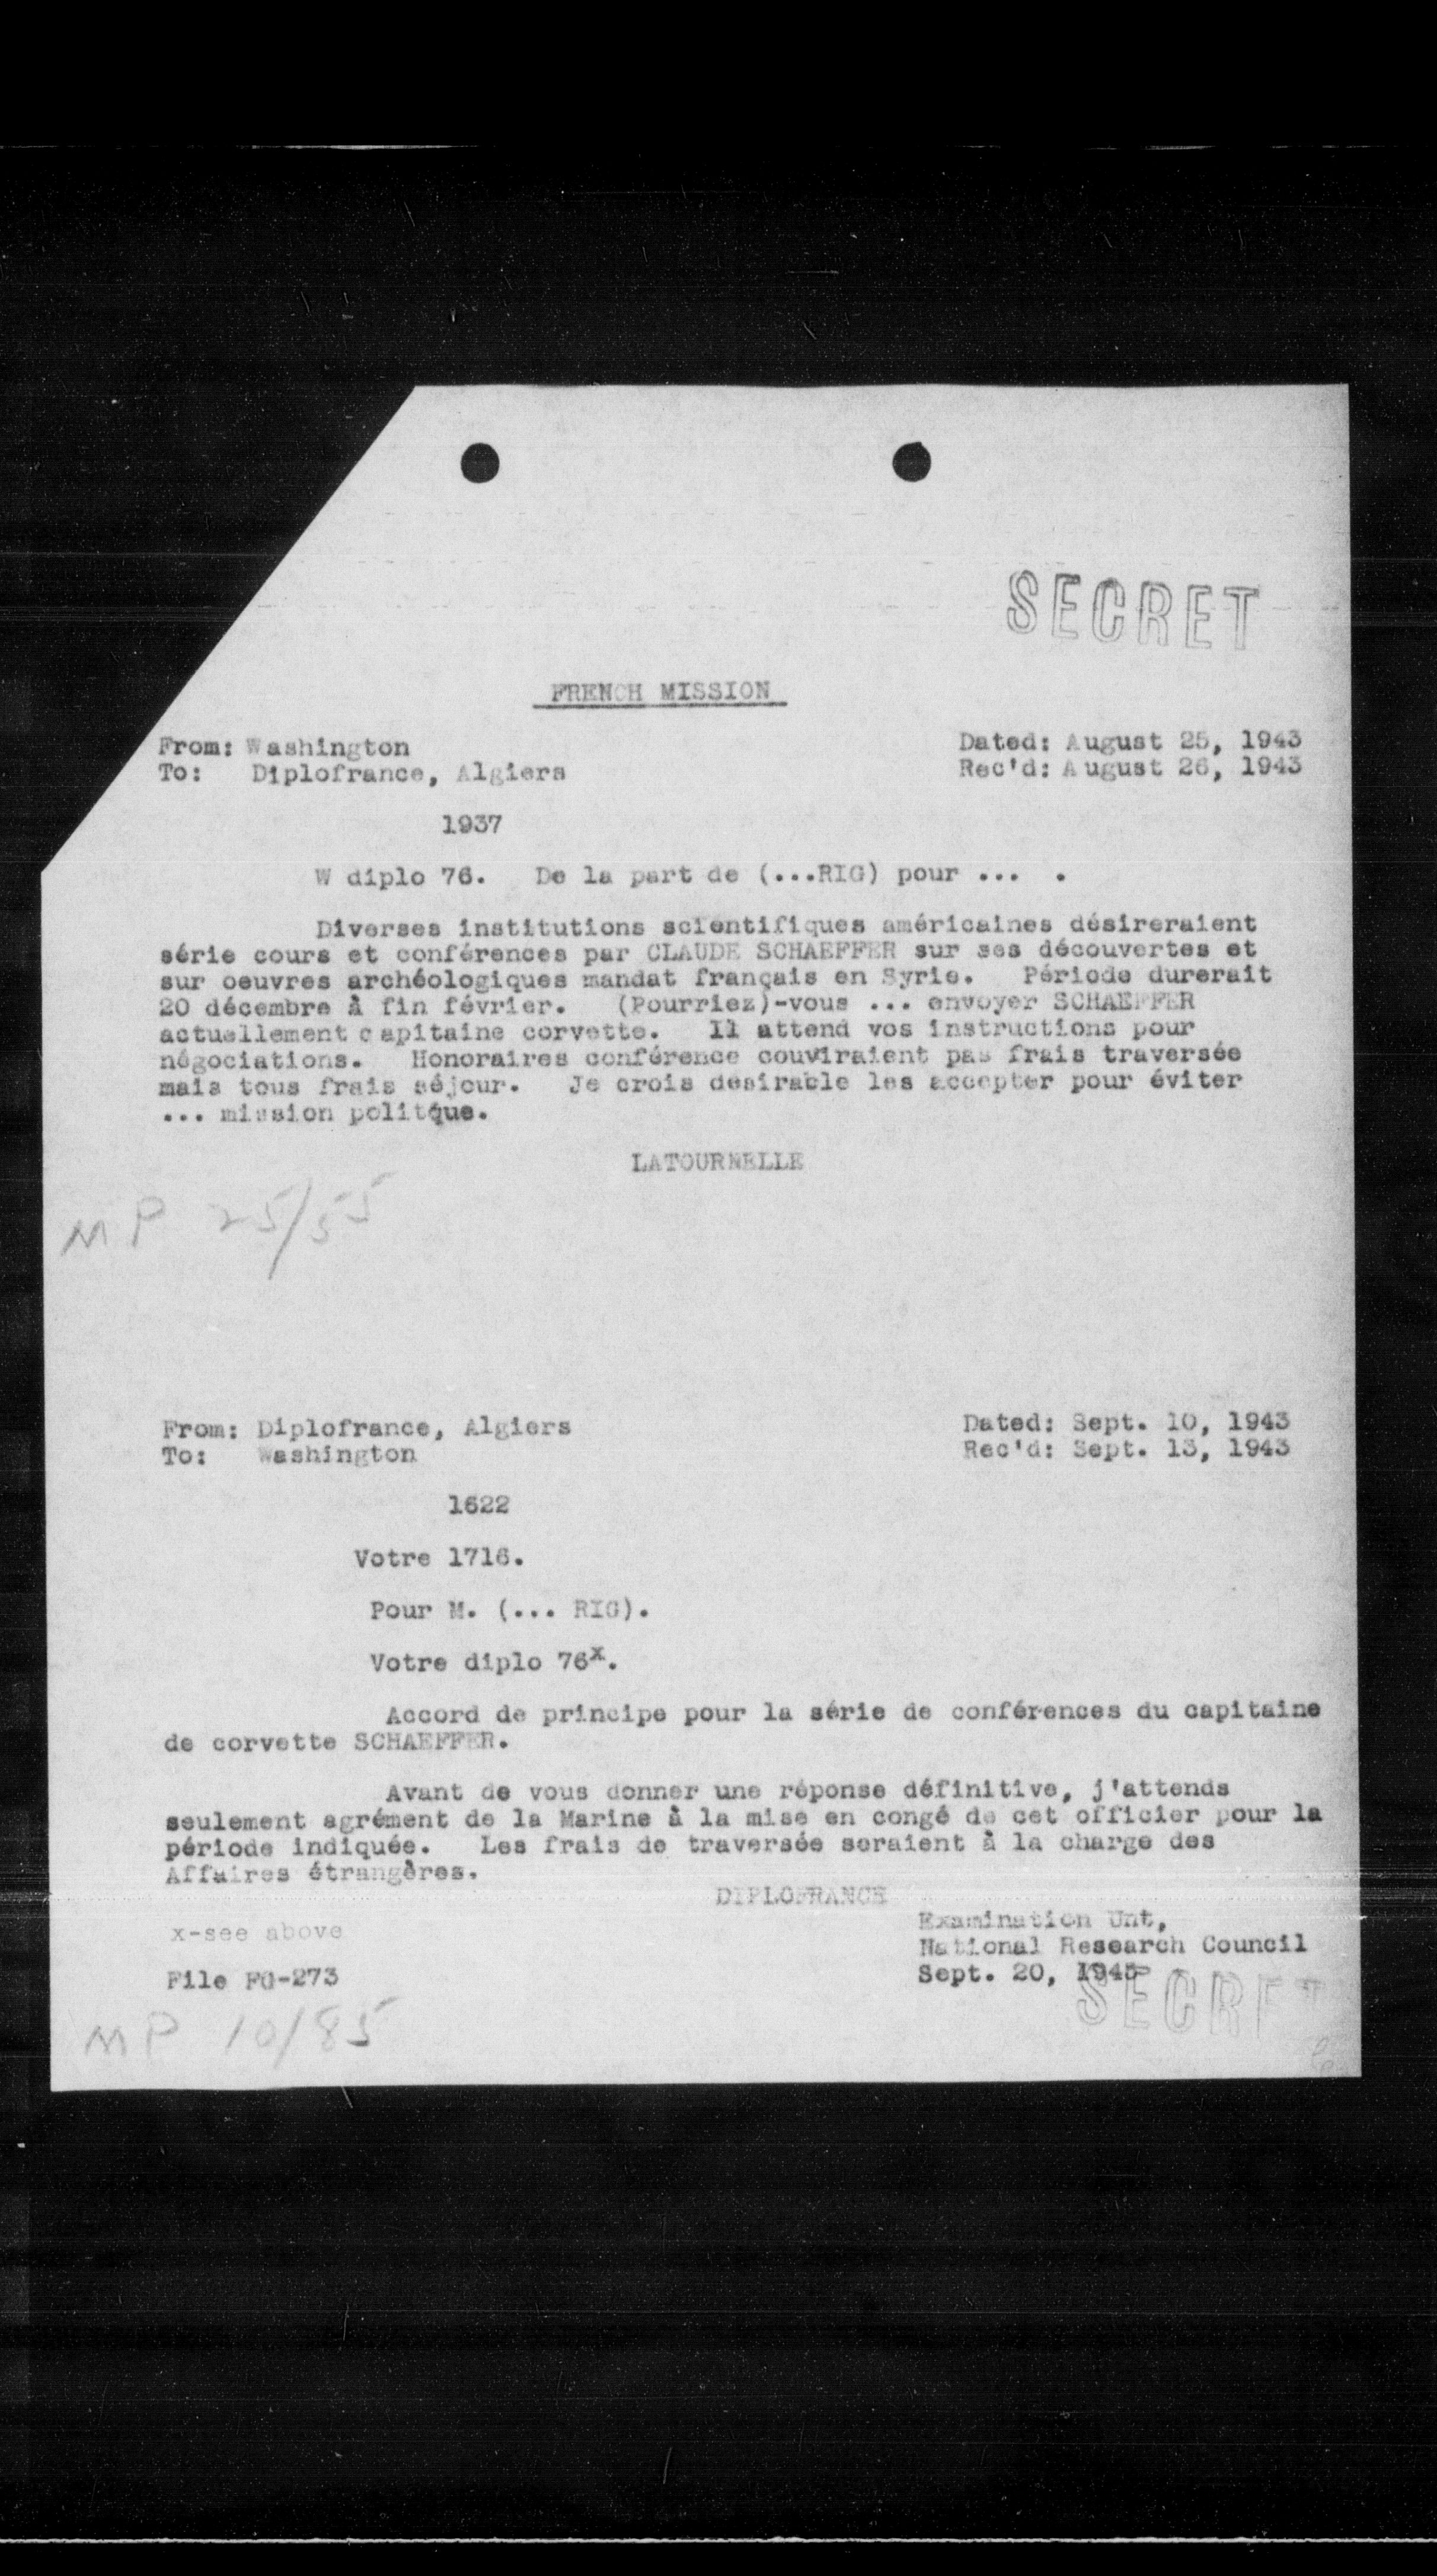 SECRET
FRENCH MISSION
From: Washington
To: Diplofrance, Algiers
Dated: August 25, 1943
Rec'd: August 26, 1943
1937
W diplo 76. De la part de (...RIG) pour ... .
Diverses institutions scientifiques américaines désireraient
série cours et conférences par CLAUDE SCHAEFFER sur ses découvertes et
sur oeuvres archéologiques mandat français en Syrie. Période durerait
20 décembre à fin février. (Pourriez)-vous ... envoyer SCHAEFFER
actuellement capitaine corvette. Il attend vos instructions pour
négociations. Honoraires conférence couviraient pas frais traversée
mais tous frais séjour. Je crois desirable les accepter pour éviter
... mission politque.
LATOURNELLE
MP 25/55
From: Diplofrance, Algiers
To: Washington
Dated: Sept. 10, 1943
Rec'd: Sept. 13, 1943
1622
Votre 1716.
Pour M. (... RIG).
Votre diplo 76x.
Accord de principe pour la série de conférences du capitaine
de corvette SCHAEFFER.
Avant de vous donner une réponse définitive, j'attends
seulement agrément de la Marine à la mise en congé de cet officier pour la
période indiquée. Les frais de traversée seraient à la charge des
Affaires étrangères.
DIPLOFRANCE
x-see above
File FG-273
Examination Unt,
National Research Council
Sept. 20, 1943
SECRET
MP 10/85